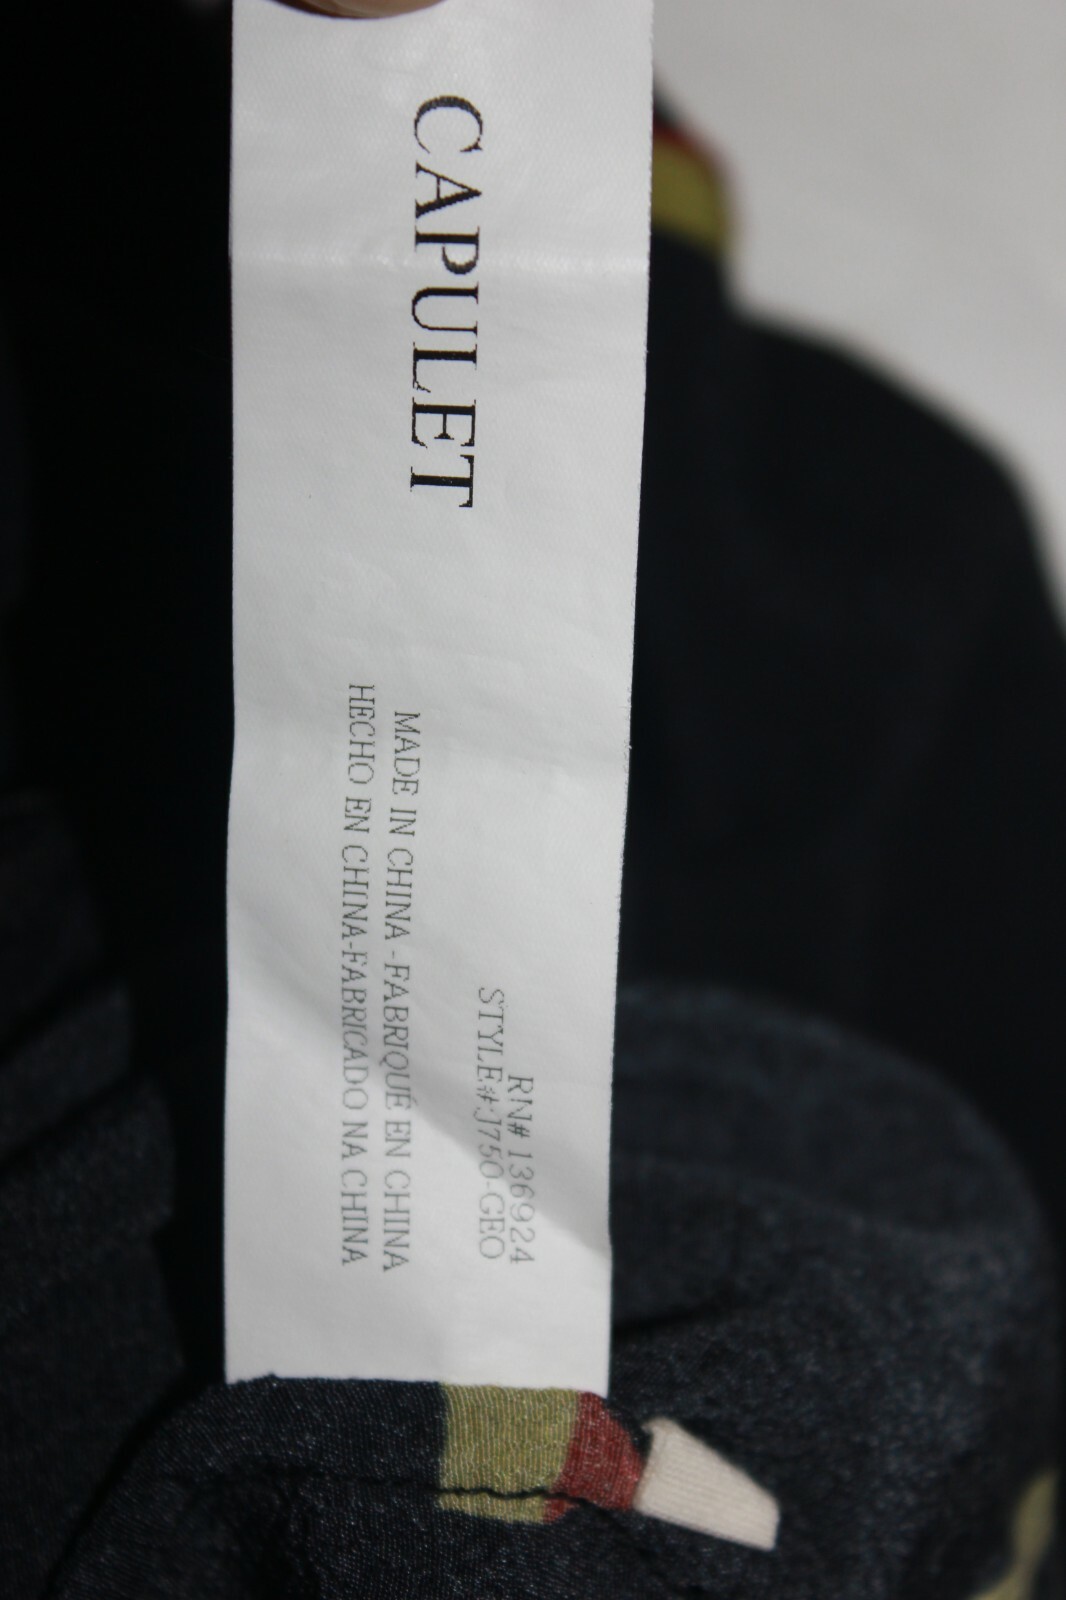 CAPULET
RN# 136924
STYLE#:J750-GEO
MADE IN CHINA -FABRIQUÉ EN CHINA
HECHO EN CHINA-FABRICADO NA CHINA